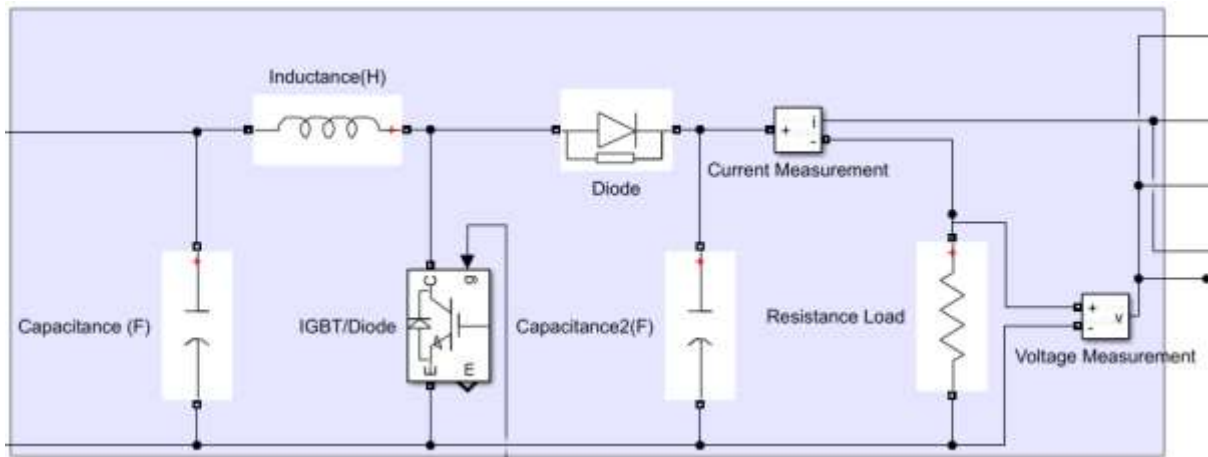 Inductance(H)
Diode
+
i
-
Current Measurement
Capacitance (F)
IGBT/Diode
C
g
E
m
Capacitance2(F)
Resistance Load
+
-
v
Voltage Measurement